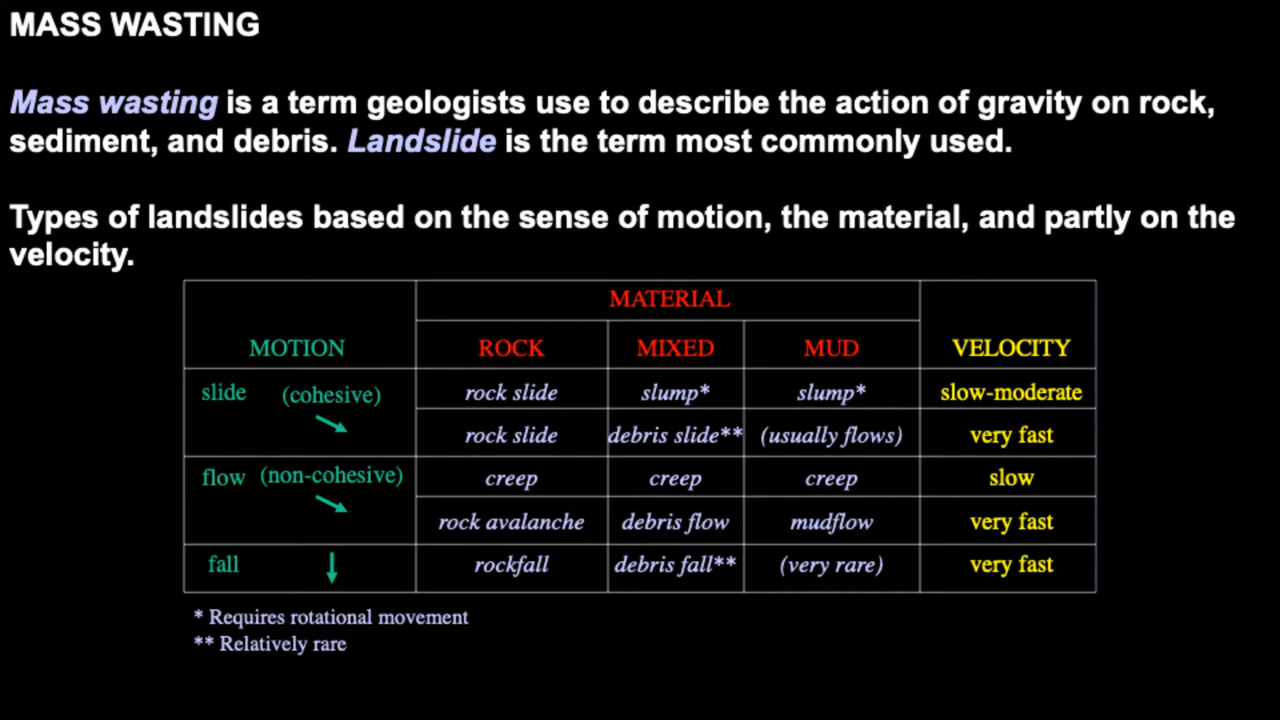 MASS WASTING
Mass wasting is a term geologists use to describe the action of gravity on rock,
sediment, and debris. Landslide is the term most commonly used.
Types of landslides based on the sense of motion, the material, and partly on the
velocity.
MATERIAL
MOTION ROCK MIXED MUD VELOCITY
slide (cohesive) rock slide slump* slump* slow-moderate
rock slide debris slide** (usually flows) very fast
flow (non-cohesive) creep creep creep slow
rock avalanche debris flow mudflow very fast
fall rockfall debris fall** (very rare) very fast
* Requires rotational movement
** Relatively rare